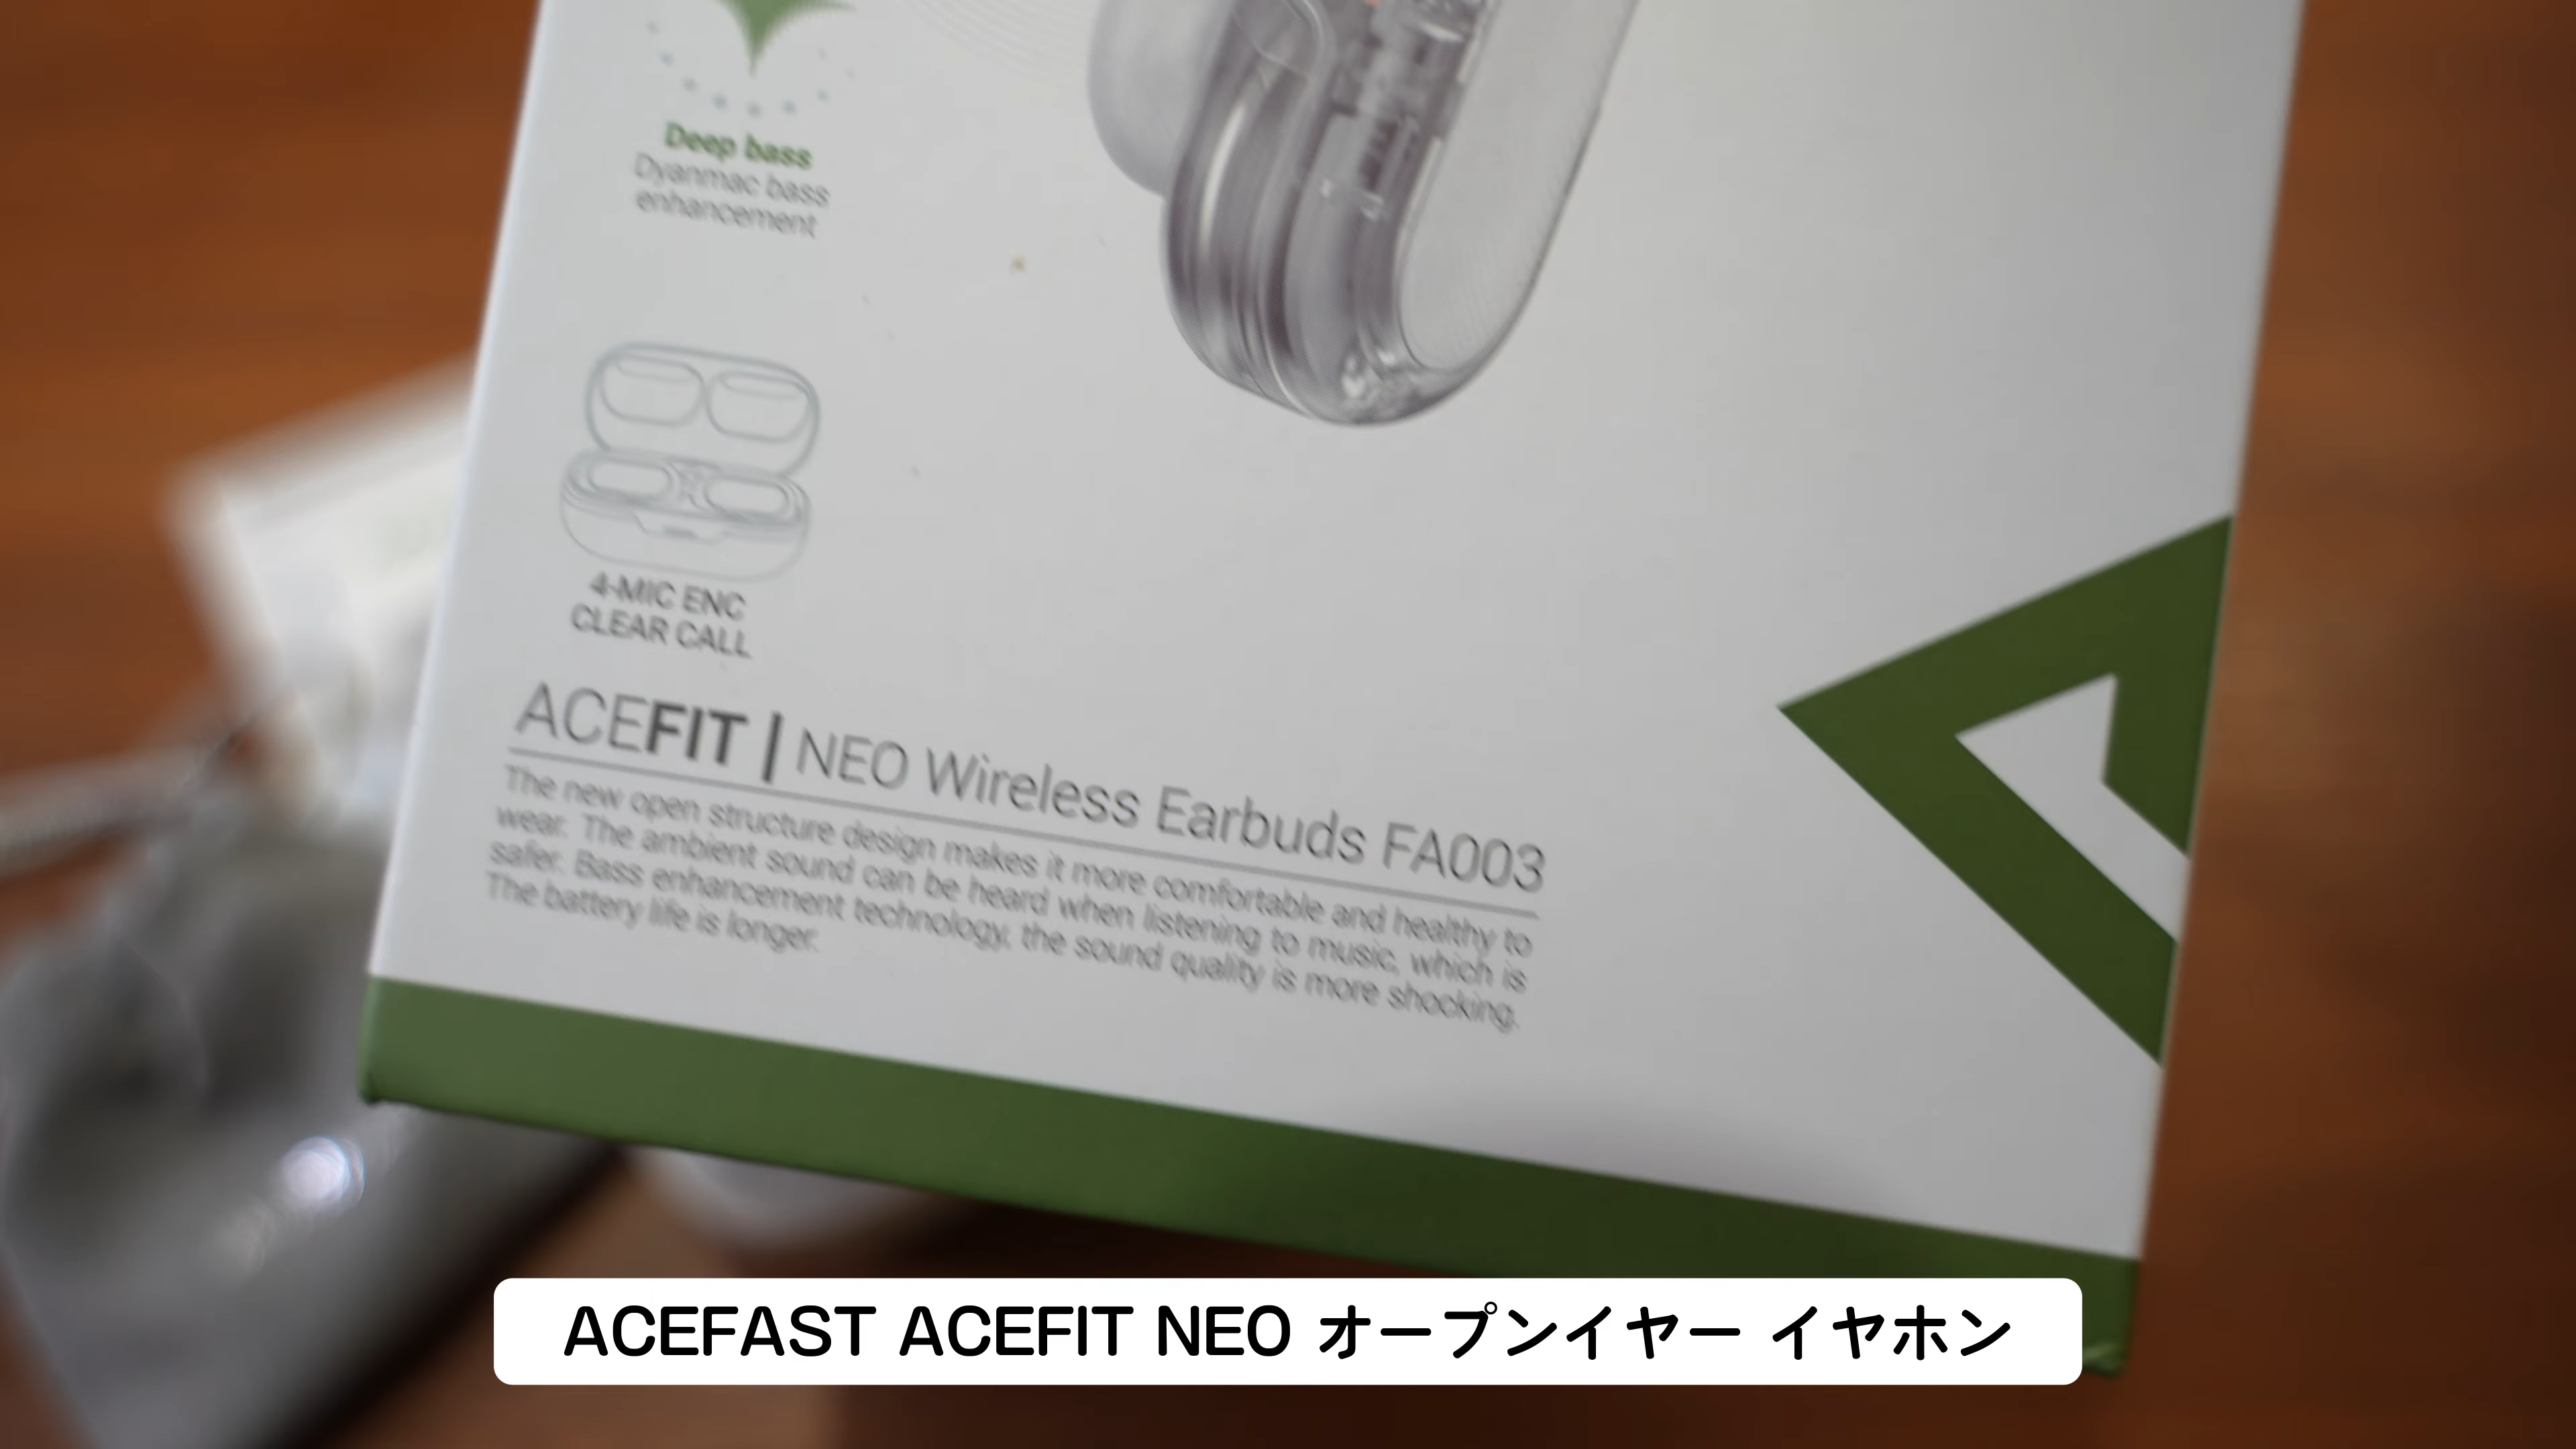 Deep bass
Dyanmac bass
enhancement
4-MIC ENC
CLEAR CALL
ACEFIT | NEO Wireless Earbuds FA003
The new open structure design makes it more comfortable and healthy to
wear. The ambient sound can be heard when listening to music, which is
safer. Bass enhancement technology, the sound quality is more shocking.
The battery life is longer.
ACEFAST ACEFIT NEO オープンイヤー イヤホン